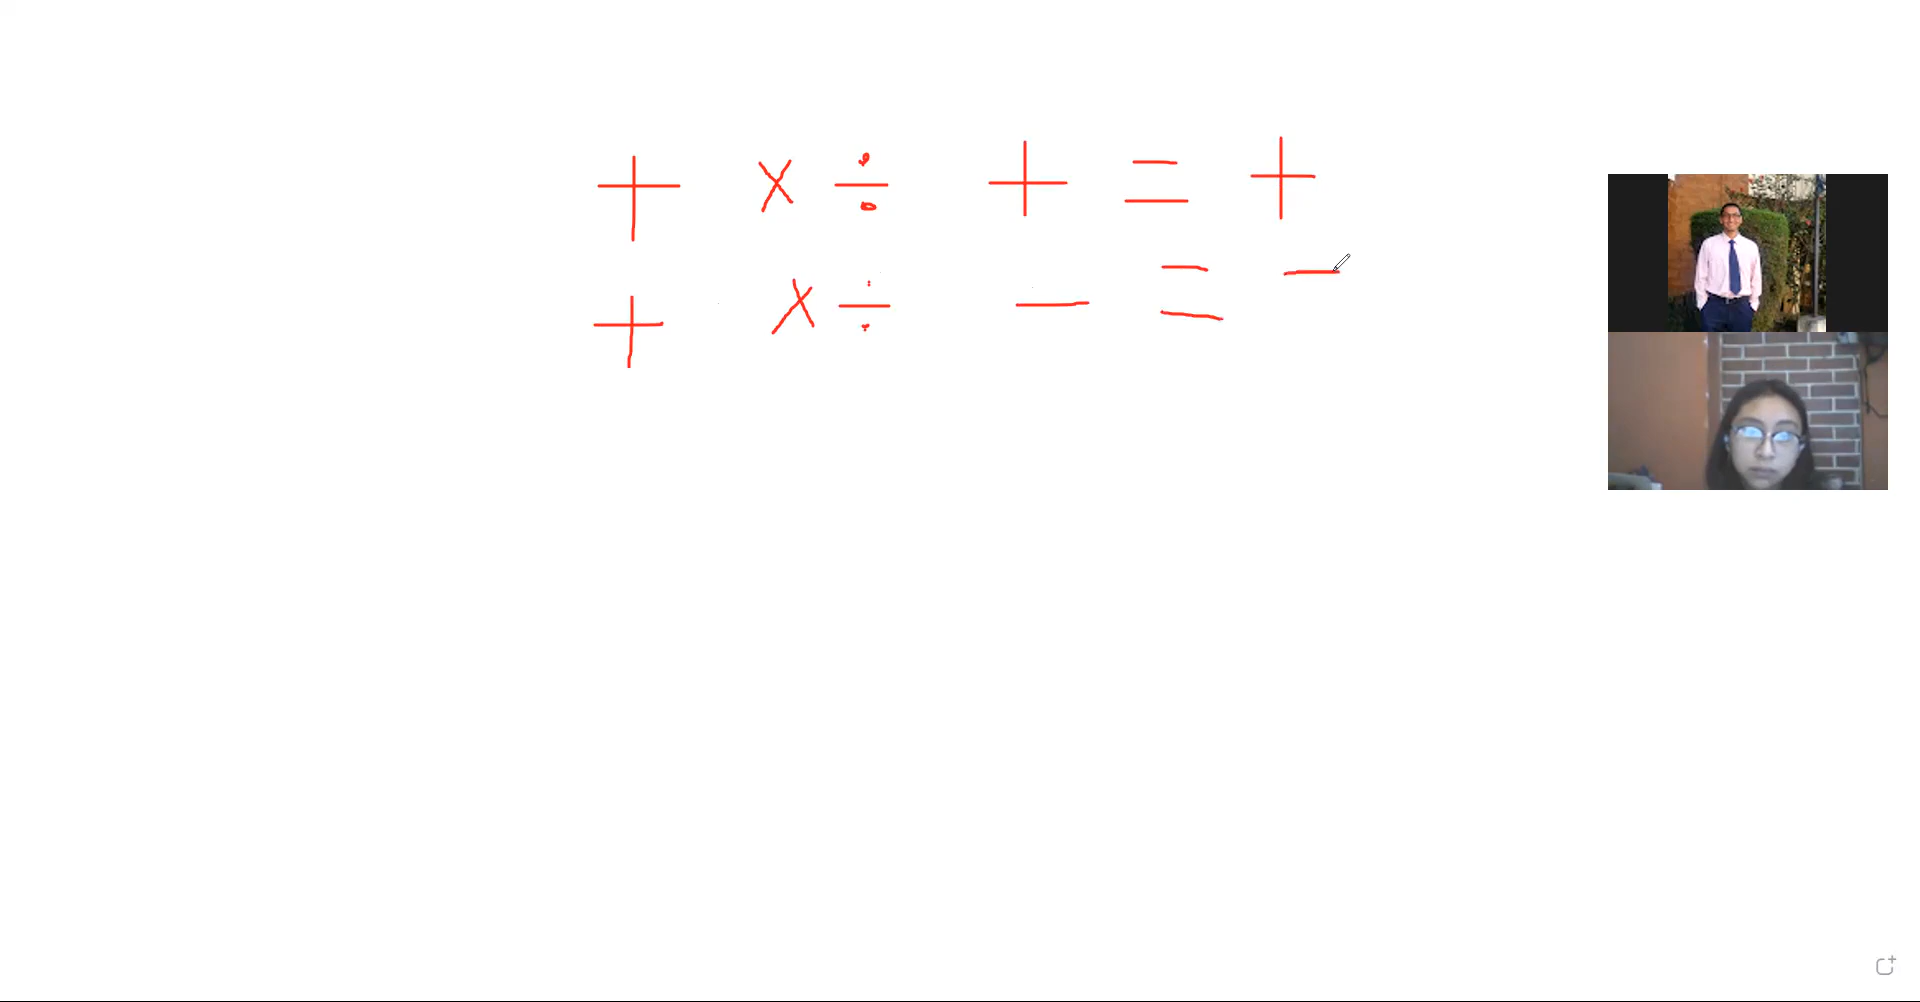 + × ÷ + = +
+ × ÷ − = −